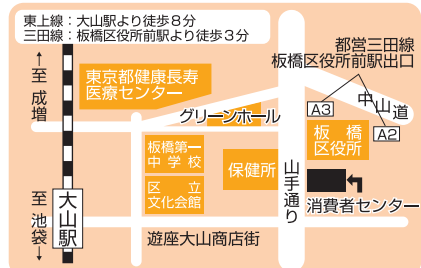 東上線：大山駅より徒歩８分
三田線：板橋区役所前駅より徒歩３分
都営三田線
板橋区役所前駅出口
↑至 成増
東京都健康長寿
医療センター
中山道
A3
A2
グリーンホール
板橋
区役所
板橋第一
中学校
保健所
区立
文化会館
山手通り
消費者センター
大山駅
至 池袋↓
遊座大山商店街